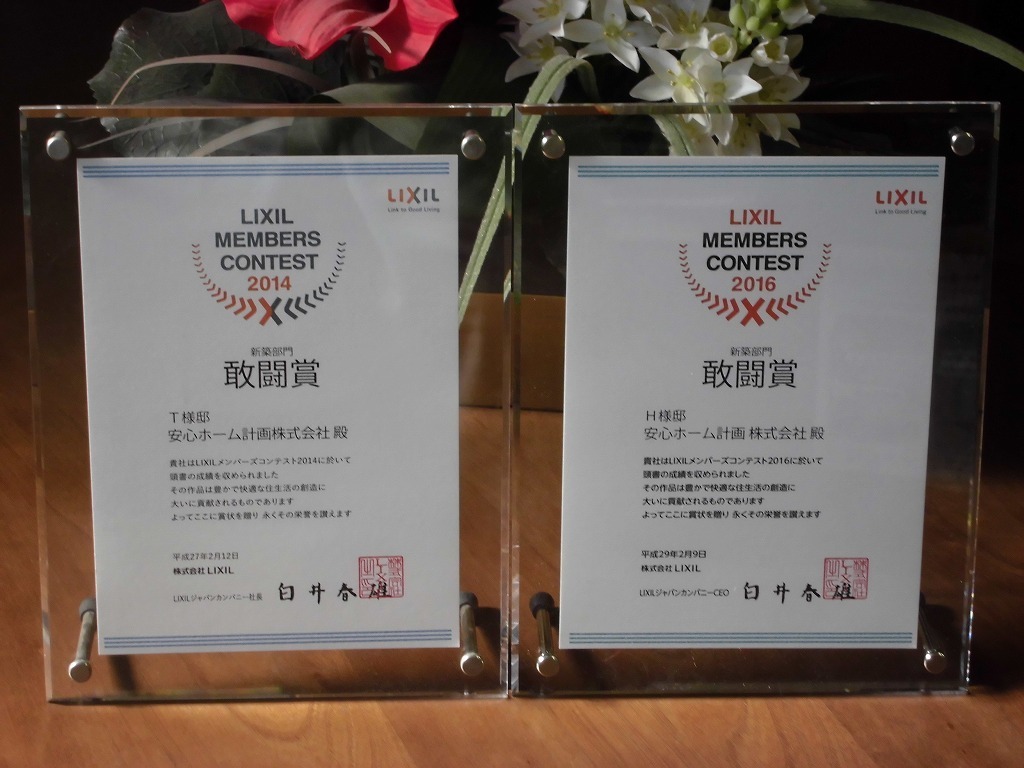 LIXIL
Link to Good Living
LIXIL
MEMBERS
CONTEST
2014
新築部門
敢闘賞
T様邸
安心ホーム計画株式会社 殿
貴社はLIXILメンバーズコンテスト2014に於いて
頭書の成績を収められました
その作品は豊かで快適な住生活の創造に
大いに貢献されるものであります
よってここに賞状を贈り 永くその栄誉を讃えます
平成27年2月12日
株式会社 LIXIL
LIXILジャパンカンパニー社長 臼井春雄
LIXIL
Link to Good Living
LIXIL
MEMBERS
CONTEST
2016
新築部門
敢闘賞
H様邸
安心ホーム計画 株式会社 殿
貴社はLIXILメンバーズコンテスト2016に於いて
頭書の成績を収められました
その作品は豊かで快適な住生活の創造に
大いに貢献されるものであります
よってここに賞状を贈り 永くその栄誉を讃えます
平成29年2月9日
株式会社 LIXIL
LIXILジャパンカンパニーCEO 臼井春雄